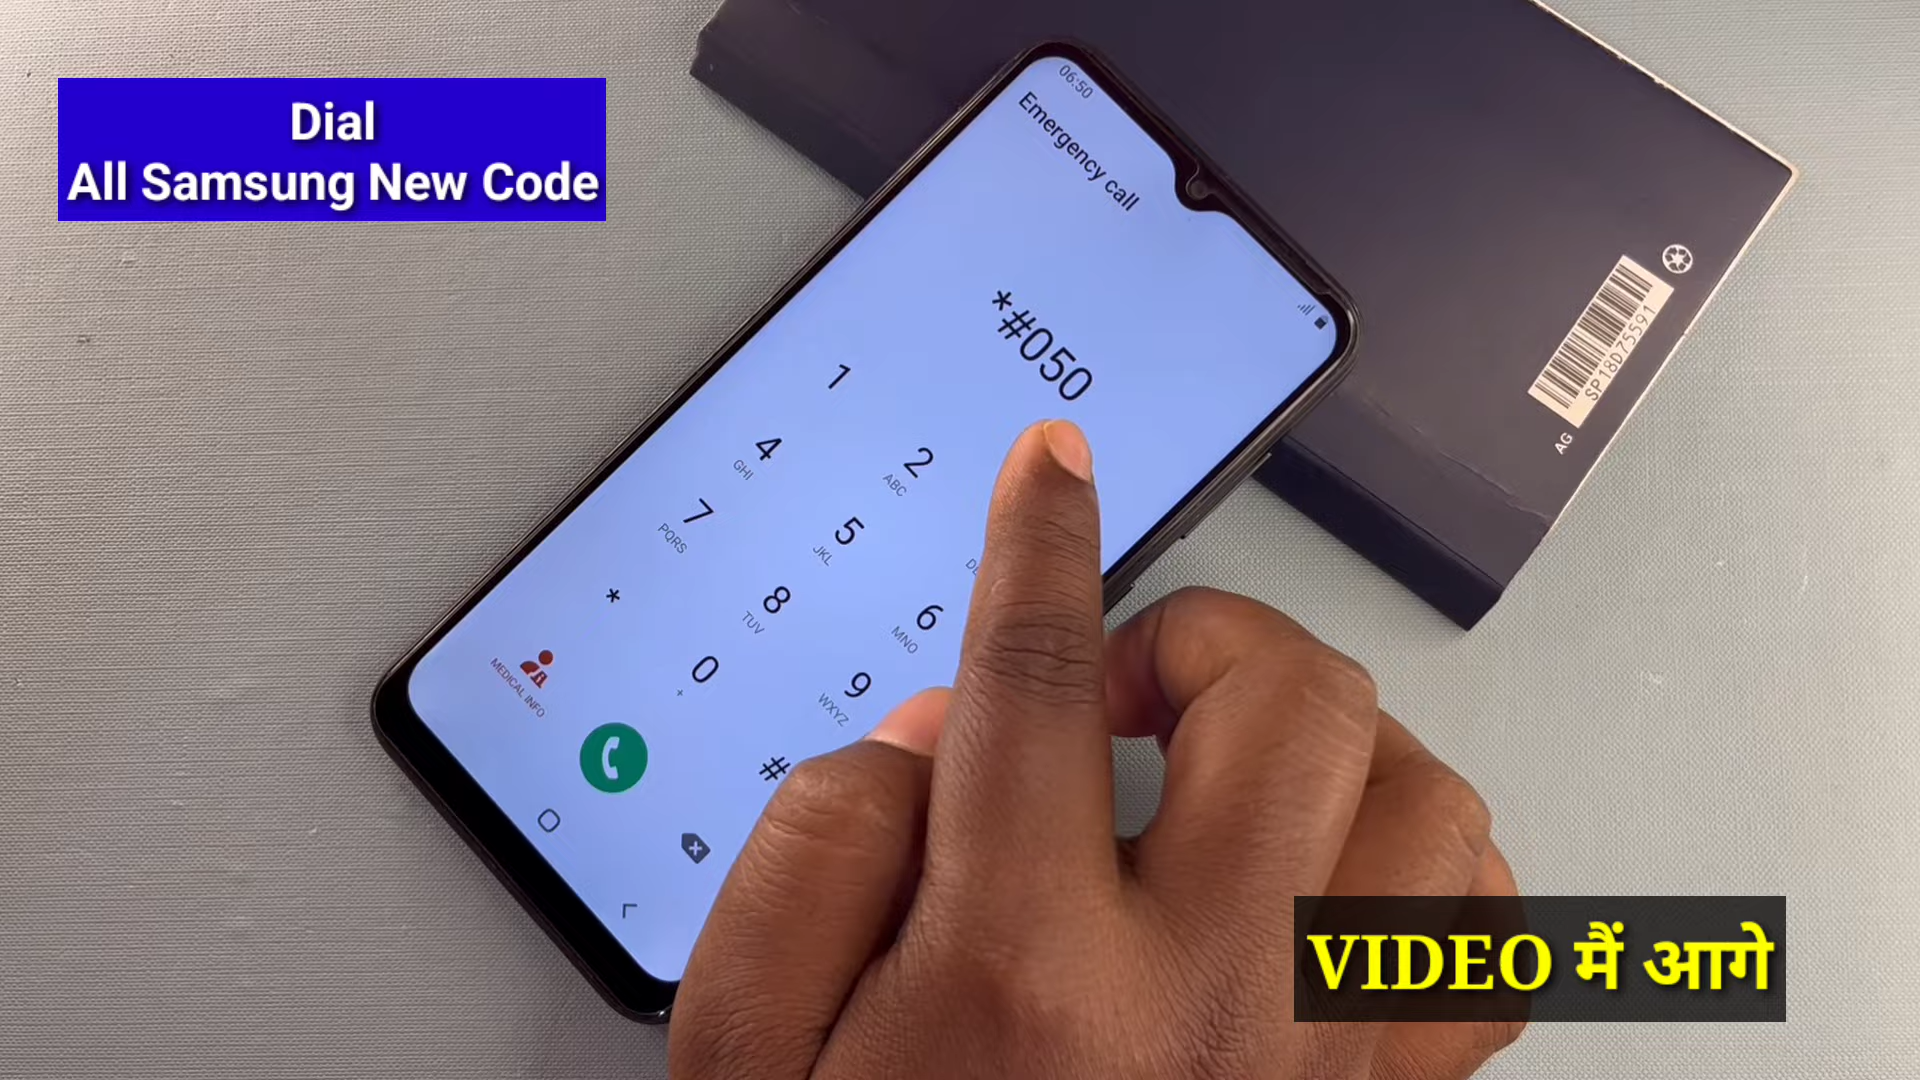 Dial
All Samsung New Code
06:50
Emergency call
*#050
1
2
ABC
4
GHI
5
JKL
6
MNO
7
PQRS
8
TUV
9
WXYZ
*
0
+
#
MEDICAL INFO
SP18D75591
AG
VIDEO मैं आगे